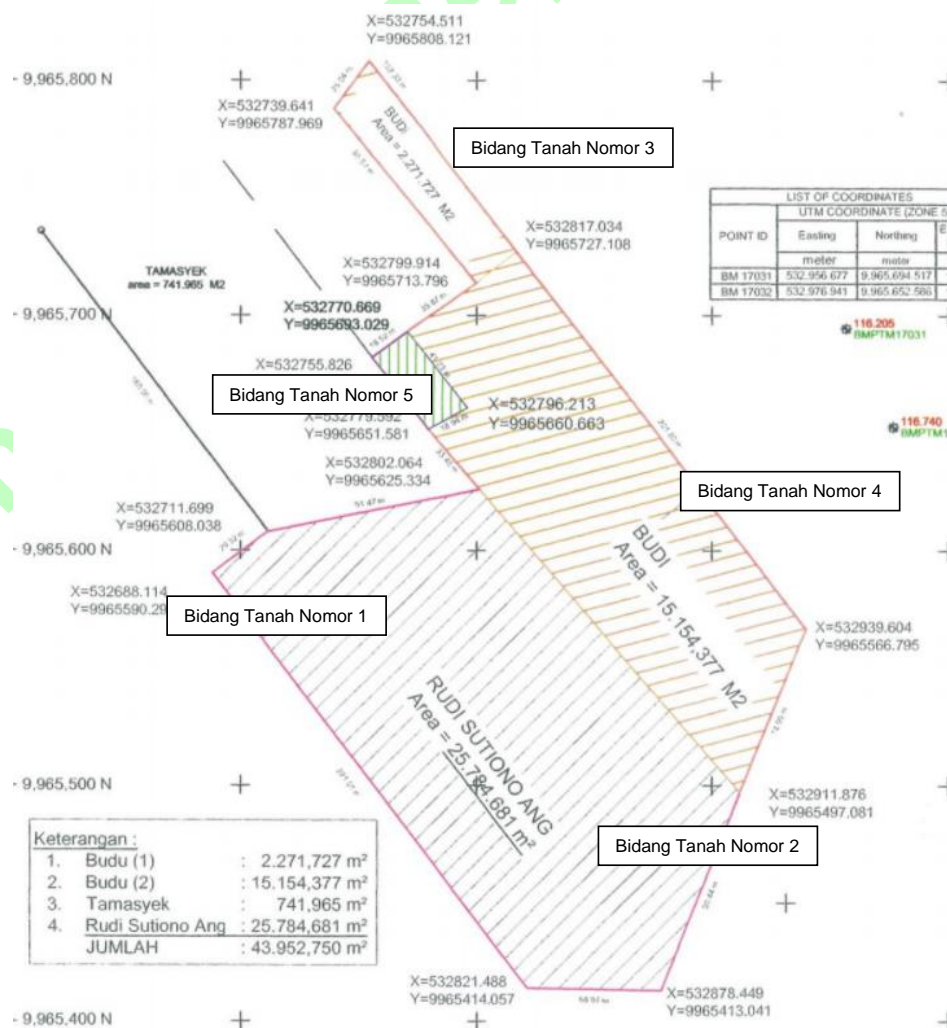 X=532754.511
Y=9965808.121
9,965,800 N
X=532739.641
Y=9965787.969
BUDI
Area = 2.271,727 M2
Bidang Tanah Nomor 3
X=532817.034
Y=9965727.108
LIST OF COORDINATES
UTM COORDINATE (ZONE
POINT ID
Easting
Northing
meter
meter
BM 17031 532.956.677 9.965.694.517
BM 17032 532.976.941 9.965.652.586
TAMASYEK
area = 741.965 M2
X=532799.914
Y=9965713.796
9,965,700 N
X=532770.669
Y=9965693.029
116.205
BMPTM17031
X=532755.826
Bidang Tanah Nomor 5
Y=9965651.581
X=532796.213
Y=9965660.663
116.740
X=532802.064
Y=9965625.334
Bidang Tanah Nomor 4
X=532711.699
Y=9965608.038
51.47 m
9,965,600 N
BUDI
Area = 15.154,377 M2
X=532688.114
Y=9965590.29
Bidang Tanah Nomor 1
X=532939.604
Y=9965566.795
RUDI SUTIONO ANG
Area = 25.784.681 m²
9,965,500 N
X=532911.876
Y=9965497.081
Bidang Tanah Nomor 2
Keterangan :
1. Budu (1) : 2.271,727 m²
2. Budu (2) : 15.154,377 m²
3. Tamasyek : 741,965 m²
4. Rudi Sutiono Ang : 25.784,681 m²
JUMLAH : 43.952,750 m²
X=532821.488
Y=9965414.057
X=532878.449
Y=9965413.041
9,965,400 N